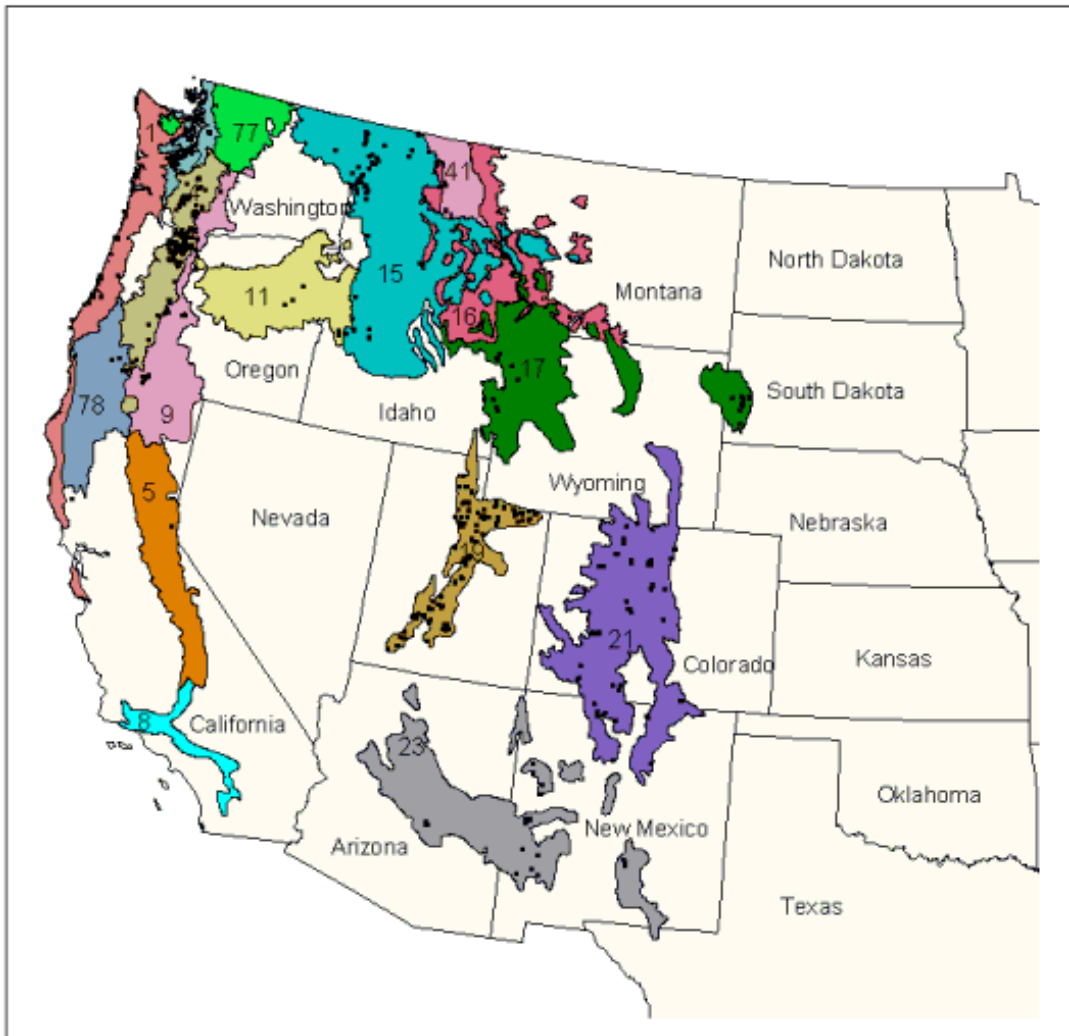 1
77
41
Washington
15
North Dakota
11
Montana
16
Oregon
17
South Dakota
78
9
Idaho
5
Wyoming
Nevada
Nebraska
21
Colorado
Kansas
8
California
23
Oklahoma
New Mexico
Arizona
Texas